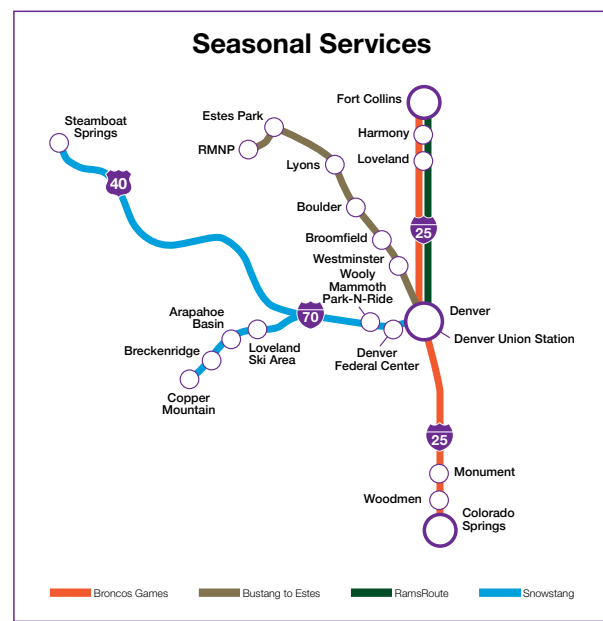 Seasonal Services
Fort Collins
Steamboat
Springs
Estes Park
Harmony
RMNP
Loveland
Lyons
40
Boulder
25
Broomfield
Westminster
Wooly
Mammoth
Park-N-Ride
Arapahoe
Basin
70
Denver
Denver Union Station
Breckenridge
Loveland
Ski Area
Denver
Federal Center
Copper
Mountain
25
Monument
Woodmen
Colorado
Springs
Broncos Games
Bustang to Estes
RamsRoute
Snowstang